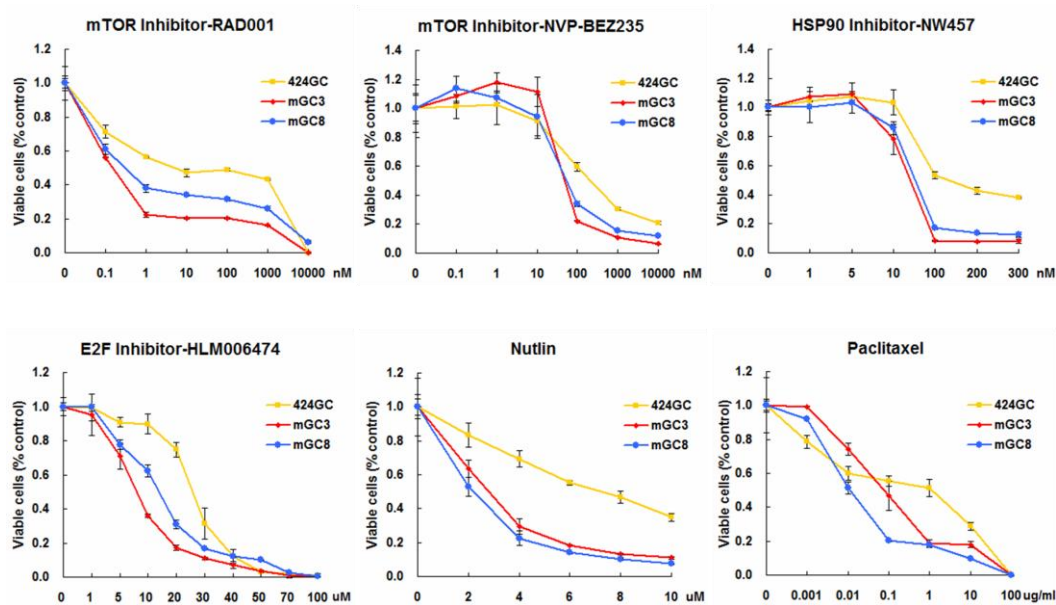 mTOR Inhibitor-RAD001
Viable cells (% control)
1.2
1.0
0.8
0.6
0.4
0.2
0.0
424GC
mGC3
mGC8
0 0.1 1 10 100 1000 10000 nM
mTOR Inhibitor-NVP-BEZ235
Viable cells (% control)
1.4
1.2
1.0
0.8
0.6
0.4
0.2
0.0
424GC
mGC3
mGC8
0 0.1 1 10 100 1000 10000 nM
HSP90 Inhibitor-NW457
Viable cells (% control)
1.4
1.2
1.0
0.8
0.6
0.4
0.2
0.0
424GC
mGC3
mGC8
0 1 5 10 100 200 300 nM
E2F Inhibitor-HLM006474
Viable cells (% control)
1.2
1.0
0.8
0.6
0.4
0.2
0.0
424GC
mGC3
mGC8
0 1 5 10 20 30 40 50 70 100 uM
Nutlin
Viable cells (% control)
1.2
1.0
0.8
0.6
0.4
0.2
0.0
424GC
mGC3
mGC8
0 2 4 6 8 10 uM
Paclitaxel
Viable cells (% control)
1.2
1.0
0.8
0.6
0.4
0.2
0.0
424GC
mGC3
mGC8
0 0.001 0.01 0.1 1 10 100 ug/ml